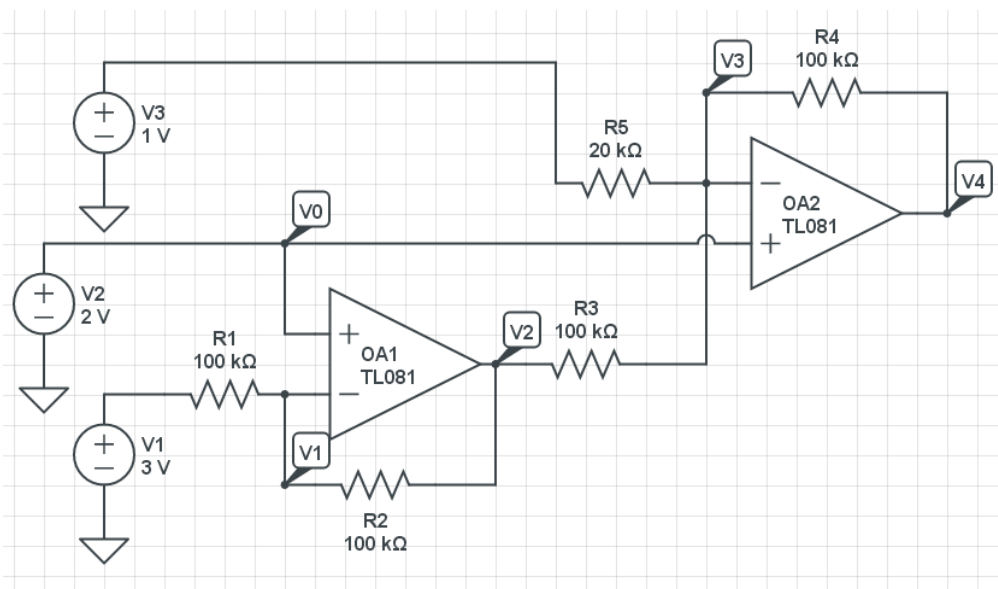 R4
100 kΩ
V3
V3
1 V
R5
20 kΩ
V4
OA2
TL081
V0
V2
2 V
R3
100 kΩ
V2
R1
100 kΩ
OA1
TL081
V1
3 V
V1
R2
100 kΩ